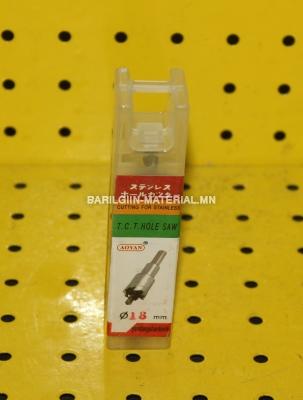 ステンレス
ホールカッター
BARILGIIN-MATERIAL.MN
CUTTING FOR STAINLESS
T.C.T. HOLE SAW
AOYAN
Ø18 mm